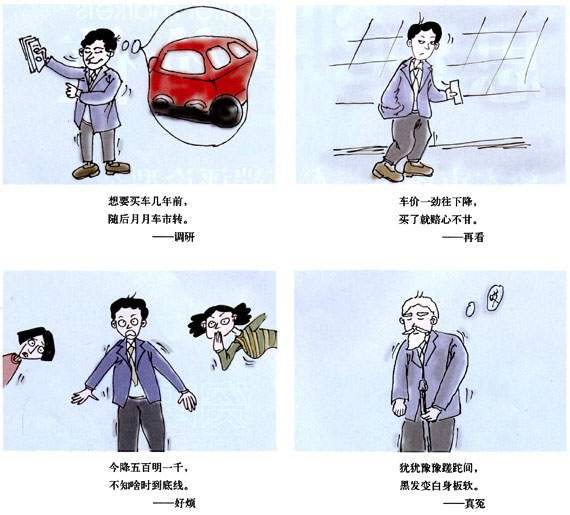 想要买车几年前,
随后月月车市转。
——调研
车价一劲往下降,
买了就赔心不甘。
——再看
今降五百明一千,
不知啥时到底线。
——好烦
哎
犹犹豫豫蹉跎间,
黑发变白身板软。
——真冤